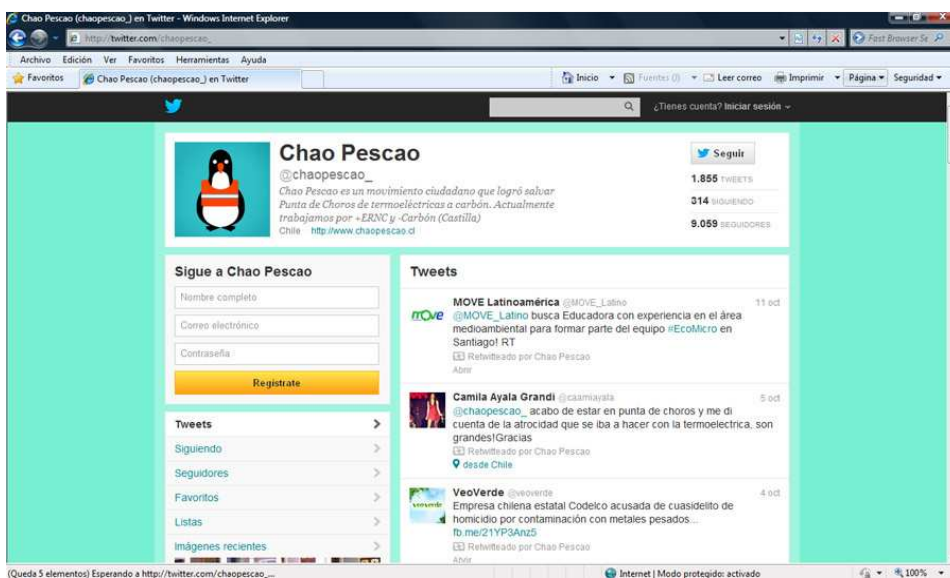 Chao Pescao (chaopescao_) en Twitter - Windows Internet Explorer
http://twitter.com/chaopescao_
Fast Browser Se
Archivo Edición Ver Favoritos Herramientas Ayuda
Favoritos Chao Pescao (chaopescao_) en Twitter Inicio Fuentes (J) Leer correo Imprimir Página Seguridad
¿Tienes cuenta? Iniciar sesión
Chao Pescao
@chaopescao_
Chao Pescao es un movimiento ciudadano que logró salvar
Punta de Choros de termoeléctricas a carbón. Actualmente
trabajamos por +ERNC y -Carbón (Castilla)
Chile http://www.chaopescao.cl
Seguir
1.855 TWEETS
314 SIGUIENDO
9.059 SEGUIDORES
Sigue a Chao Pescao
Nombre completo
Correo electrónico
Contraseña
Regístrate
Tweets
Siguiendo
Seguidores
Favoritos
Listas
Imágenes recientes
Tweets
MOVE Latinoamérica @MOVE_Latino 11 oct
move
@MOVE_Latino busca Educadora con experiencia en el área
medioambiental para formar parte del equipo #EcoMicro en
Santiago! RT
Retwitteado por Chao Pescao
Abrir
Camila Ayala Grandi @caamiayala 5 oct
@chaopescao_ acabo de estar en punta de choros y me di
cuenta de la atrocidad que se iba a hacer con la termoelectrica, son
grandes!Gracias
Retwitteado por Chao Pescao
desde Chile
VeoVerde @veoverde 4 oct
veoverde
Empresa chilena estatal Codelco acusada de cuasidelito de
homicidio por contaminación con metales pesados...
fb.me/21YP3Anz5
Retwitteado por Chao Pescao
Abrir
(Queda 5 elementos) Esperando a http://twitter.com/chaopescao_... Internet | Modo protegido: activado 100%